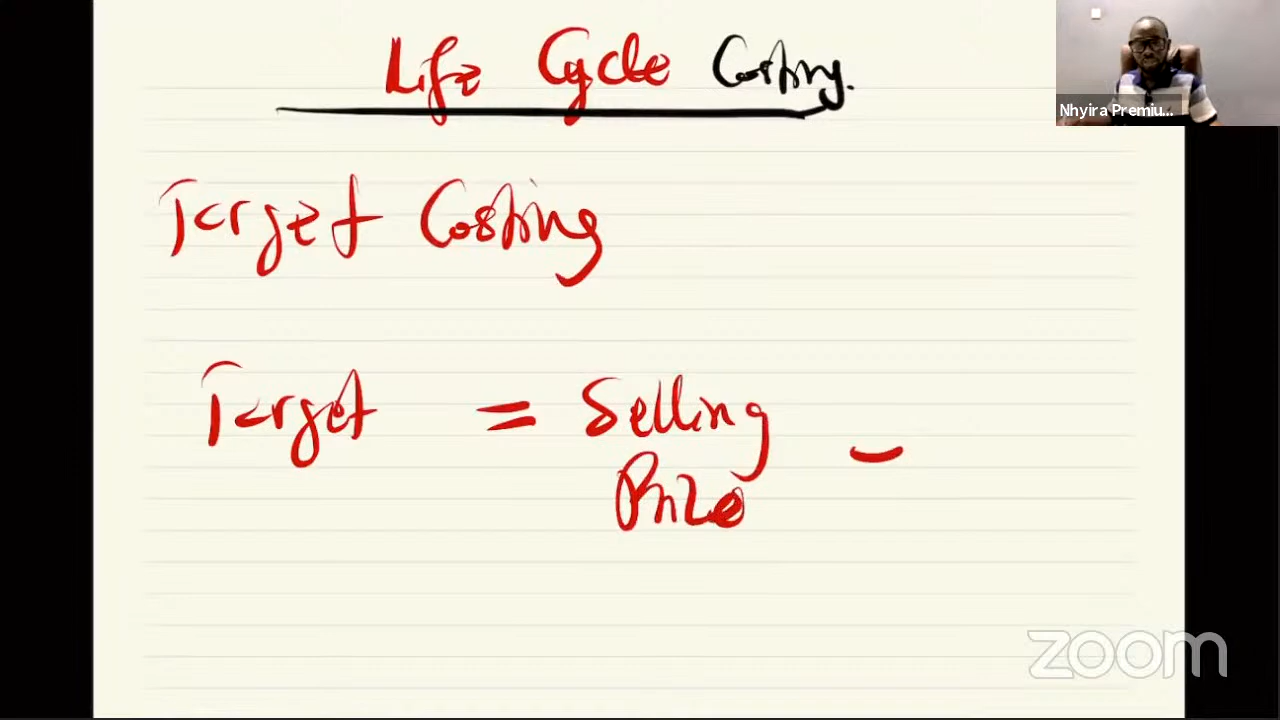 Life Cycle Costing.
Nhyira Premiu...
Target Costing
Target = Selling -
Price
zoom